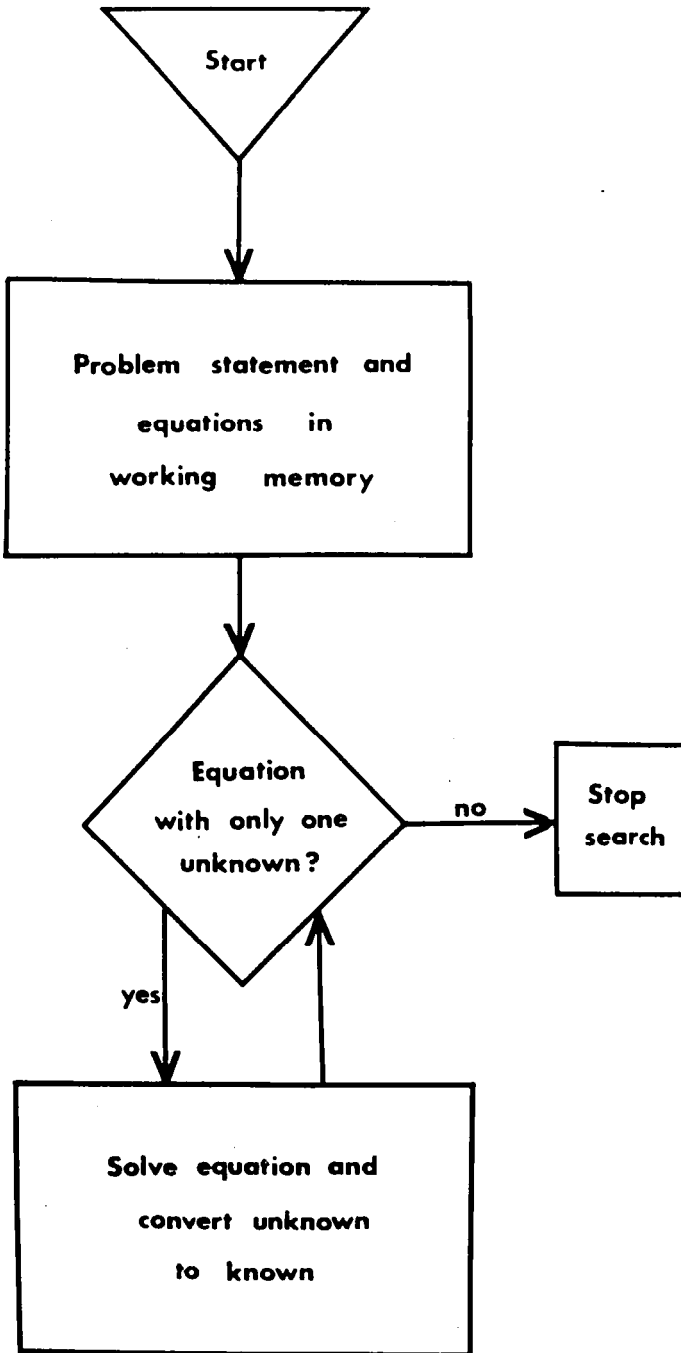 Start
Problem statement and
equations in
working memory
Equation
with only one
unknown?
no
Stop
search
yes
Solve equation and
convert unknown
to known